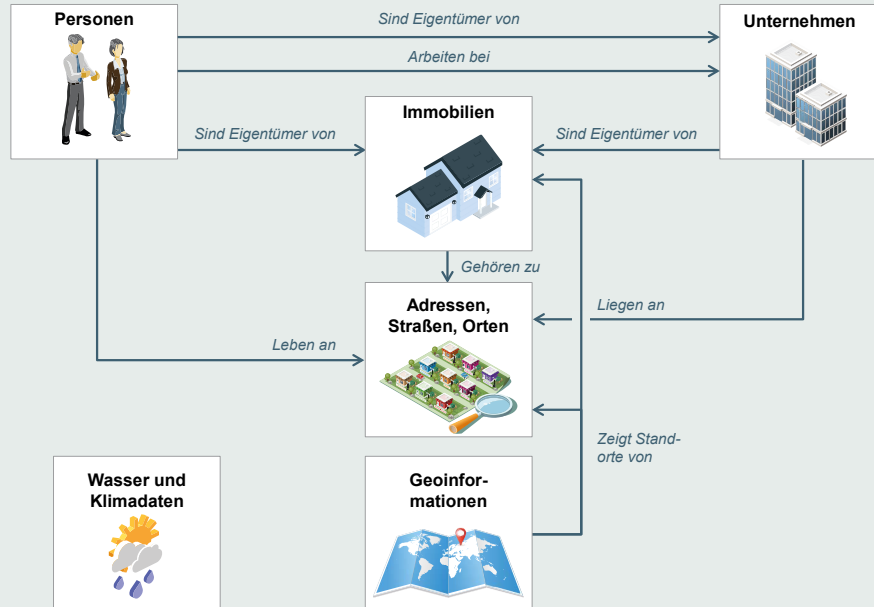 Personen
Sind Eigentümer von
Unternehmen
Arbeiten bei
Immobilien
Sind Eigentümer von
Sind Eigentümer von
Gehören zu
Adressen,
Straßen, Orten
Liegen an
Leben an
Zeigt Stand-
orte von
Wasser und
Klimadaten
Geoinfor-
mationen